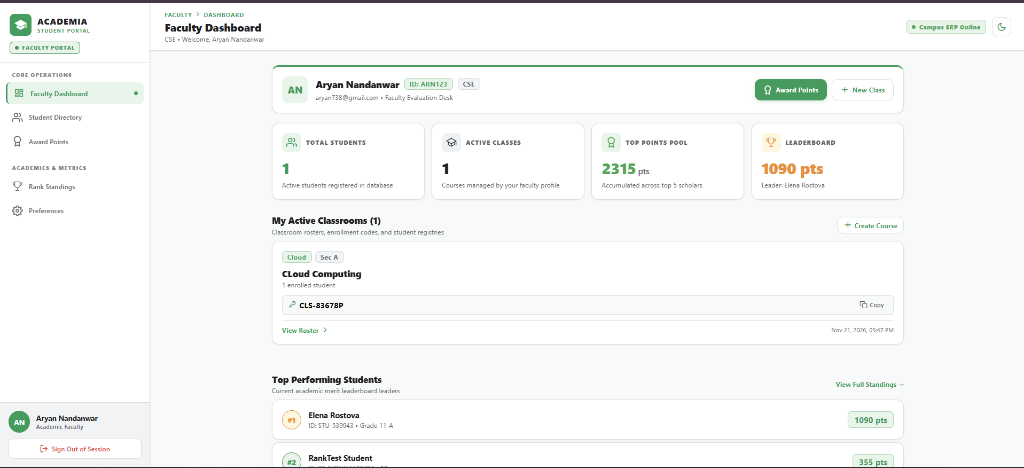 ACADEMIA
STUDENT PORTAL
FACULTY PORTAL
CORE OPERATIONS
Faculty Dashboard
Student Directory
Award Points
ACADEMICS & METRICS
Rank Standings
Preferences
AN
Aryan Nandanwar
Academic Faculty
Sign Out of Session
FACULTY > DASHBOARD
Faculty Dashboard
CSE • Welcome, Aryan Nandanwar
Campus ERP Online
AN
Aryan Nandanwar ID: ARN123 CSE
aryan738@gmail.com • Faculty Evaluation Desk
Award Points
+ New Class
TOTAL STUDENTS
1
Active students registered in database
ACTIVE CLASSES
1
Courses managed by your faculty profile
TOP POINTS POOL
2315 pts
Accumulated across top 5 scholars
LEADERBOARD
1090 pts
Leader: Elena Rostova
My Active Classrooms (1)
Classroom rosters, enrollment codes, and student registries
+ Create Course
Cloud Sec A
CLoud Computing
1 enrolled student
CLS-83678P
Copy
View Roster >
Nov 21, 2026, 05:47 PM
Top Performing Students
Current academic merit leaderboard leaders
View Full Standings →
#1
Elena Rostova
ID: STU-539943 • Grade 11-A
1090 pts
#2
RankTest Student
355 pts